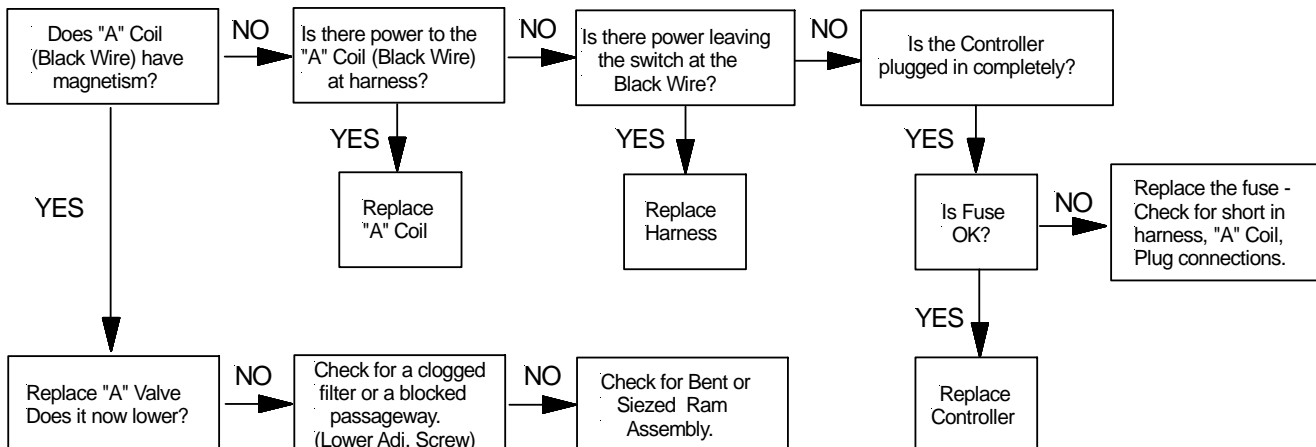 Does "A" Coil
(Black Wire) have
magnetism?
NO
Is there power to the
"A" Coil (Black Wire)
at harness?
NO
Is there power leaving
the switch at the
Black Wire?
NO
Is the Controller
plugged in completely?
YES
YES
YES
YES
Replace
"A" Coil
Replace
Harness
Is Fuse
OK?
NO
Replace the fuse -
Check for short in
harness, "A" Coil,
Plug connections.
YES
Replace "A" Valve
Does it now lower?
NO
Check for a clogged
filter or a blocked
passageway.
(Lower Adj. Screw)
NO
Check for Bent or
Siezed Ram
Assembly.
Replace
Controller